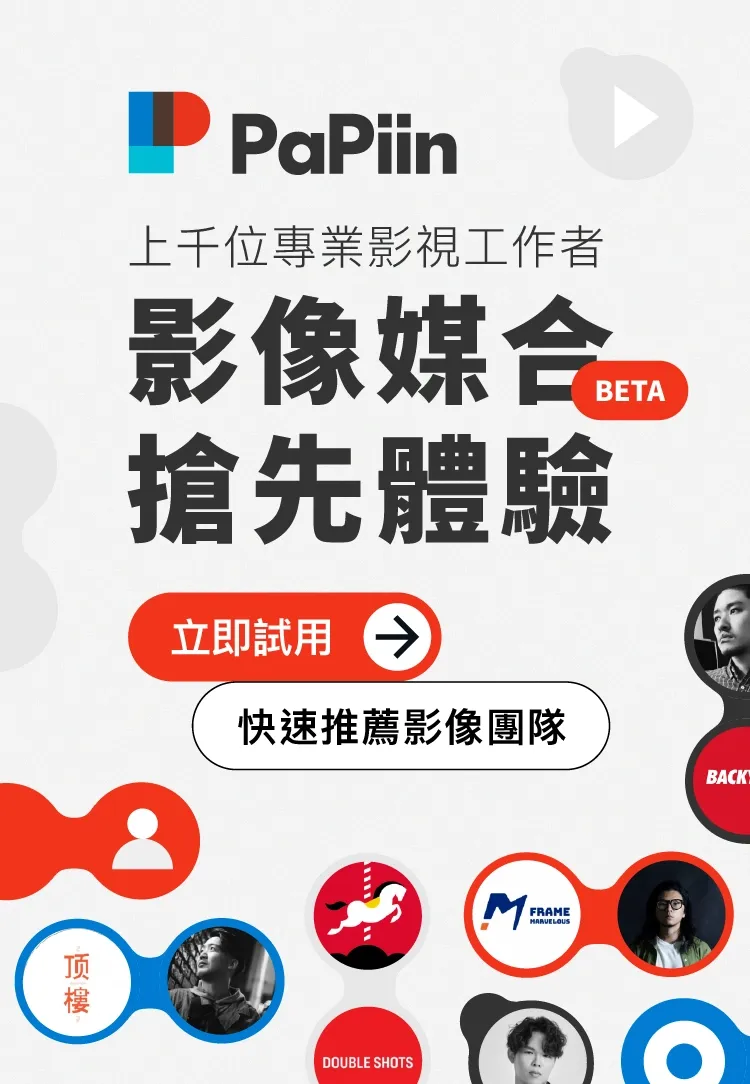 PaPiin
上千位專業影視工作者
影像媒合
BETA
搶先體驗
立即試用
快速推薦影像團隊
BACKY
FRAME
MARVELOUS
顶樓
DOUBLE SHOTS